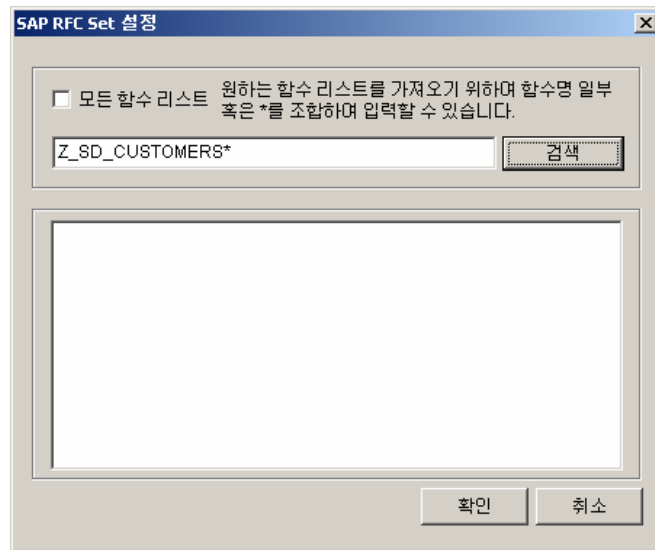 SAP RFC Set 설정
모든 함수 리스트
원하는 함수 리스트를 가져오기 위하여 함수명 일부
혹은 *를 조합하여 입력할 수 있습니다.
Z_SD_CUSTOMERS*
검색
확인
취소